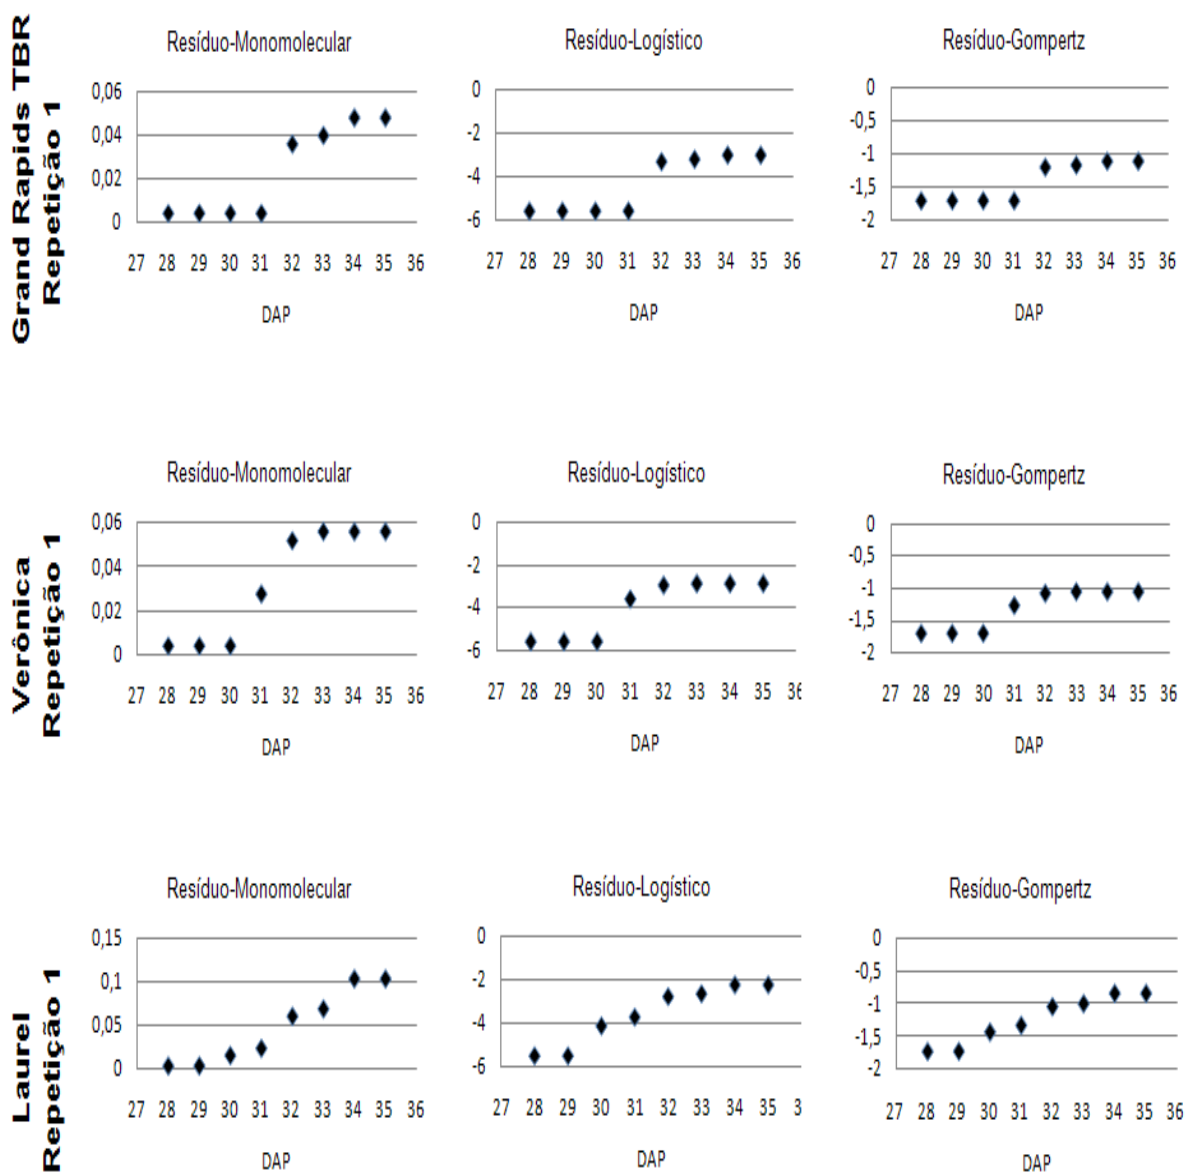 Grand Rapids TBR
Repetição 1
Resíduo-Monomolecular
0,06
0,04
0,02
0
27 28 29 30 31 32 33 34 35 36
DAP
Resíduo-Logístico
0
-2
-4
-6
27 28 29 30 31 32 33 34 35 36
DAP
Resíduo-Gompertz
0
-0,5
-1
-1,5
-2
27 28 29 30 31 32 33 34 35 36
DAP
Verônica
Repetição 1
Resíduo-Monomolecular
0,06
0,04
0,02
0
27 28 29 30 31 32 33 34 35 36
DAP
Resíduo-Logístico
0
-2
-4
-6
27 28 29 30 31 32 33 34 35 36
DAP
Resíduo-Gompertz
0
-0,5
-1
-1,5
-2
27 28 29 30 31 32 33 34 35 36
DAP
Laurel
Repetição 1
Resíduo-Monomolecular
0,15
0,1
0,05
0
27 28 29 30 31 32 33 34 35 36
DAP
Resíduo-Logístico
0
-2
-4
-6
27 28 29 30 31 32 33 34 35 3
DAP
Resíduo-Gompertz
0
-0,5
-1
-1,5
-2
27 28 29 30 31 32 33 34 35 36
DAP